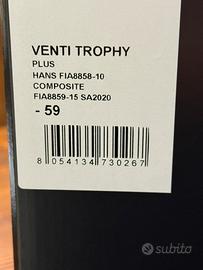 VENTI TROPHY
PLUS
HANS FIA8858-10
COMPOSITE
FIA8859-15 SA2020
- 59
8 054134 730267
subito